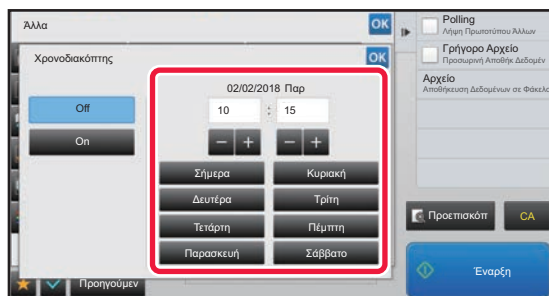 Άλλα
OK
Χρονοδιακόπτης
OK
02/02/2018 Παρ
Off
10 : 15
On
Σήμερα Κυριακή
Δευτέρα Τρίτη
Τετάρτη Πέμπτη
Παρασκευή Σάββατο
Προηγούμεν
Polling
Λήψη Πρωτοτύπου Άλλων
Γρήγορο Αρχείο
Προσωρινή Αποθήκ Δεδομέν
Αρχείο
Αποθήκευση Δεδομένων σε Φάκελο
Προεπισκόπ
CA
Έναρξη